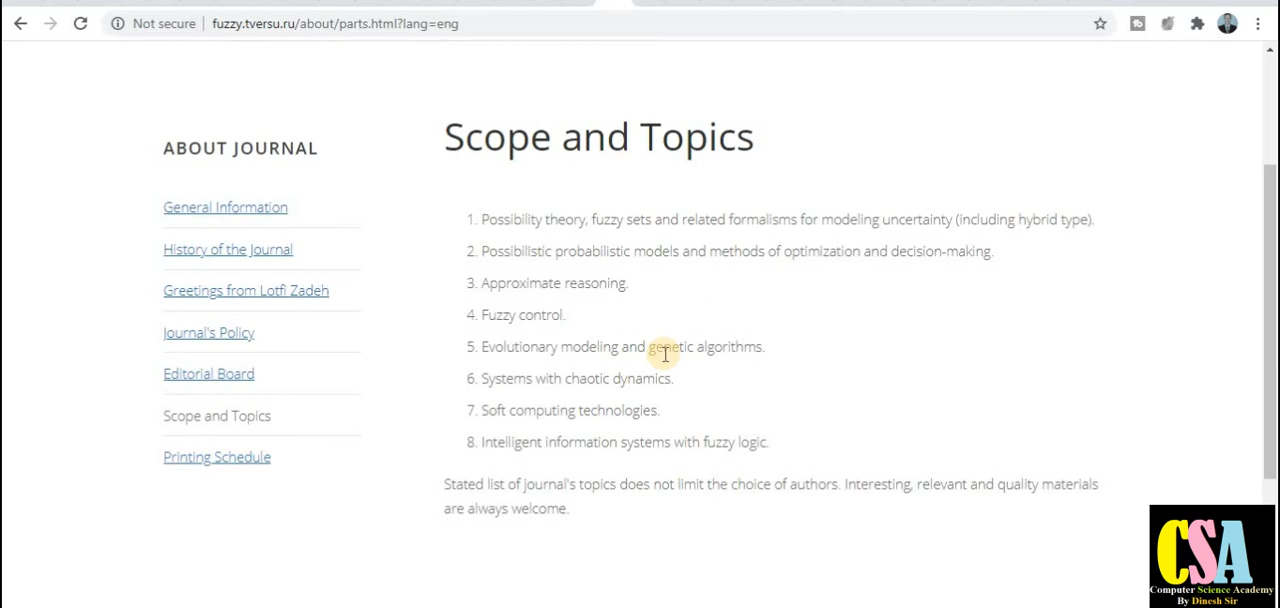 Not secure
fuzzy.tversu.ru/about/parts.html?lang=eng
ABOUT JOURNAL
General Information
History of the Journal
Greetings from Lotfi Zadeh
Journal's Policy
Editorial Board
Scope and Topics
Printing Schedule
Scope and Topics
1. Possibility theory, fuzzy sets and related formalisms for modeling uncertainty (including hybrid type).
2. Possibilistic probabilistic models and methods of optimization and decision-making.
3. Approximate reasoning.
4. Fuzzy control.
5. Evolutionary modeling and genetic algorithms.
6. Systems with chaotic dynamics.
7. Soft computing technologies.
8. Intelligent information systems with fuzzy logic.
Stated list of journal's topics does not limit the choice of authors. Interesting, relevant and quality materials
are always welcome.
CSA
Computer Science Academy
By Dinesh Sir